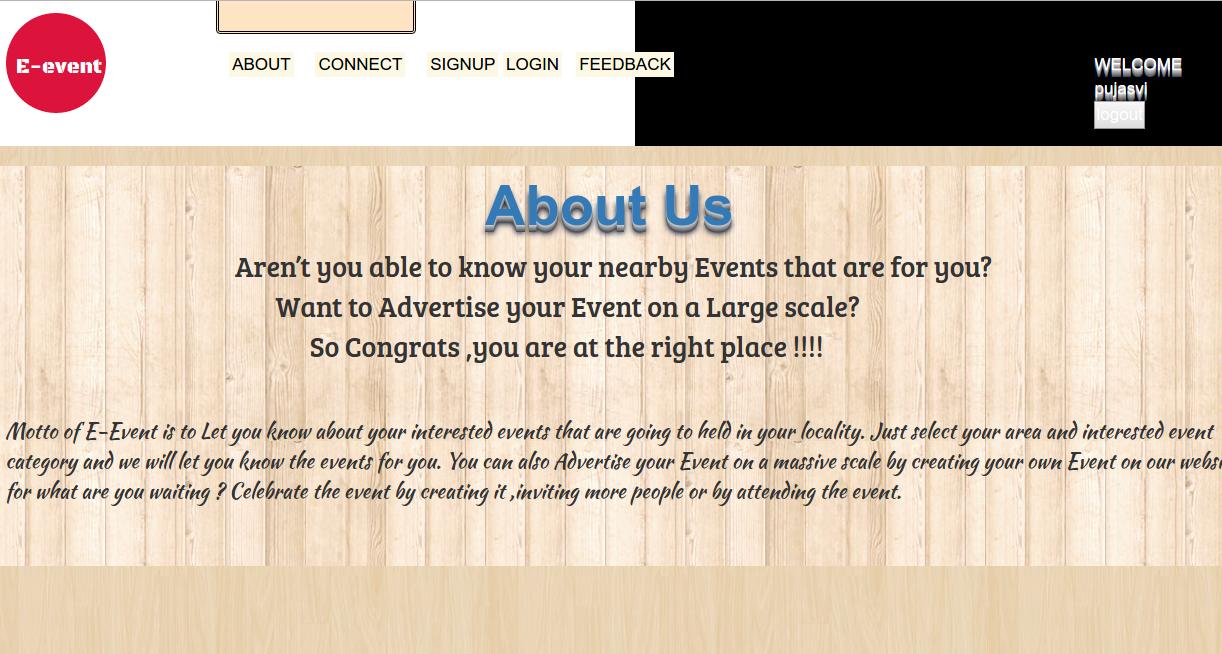 E-event
ABOUT CONNECT SIGNUP LOGIN FEEDBACK
WELCOME
pujasvi
logout
About Us
Aren't you able to know your nearby Events that are for you?
Want to Advertise your Event on a Large scale?
So Congrats ,you are at the right place !!!!
Motto of E-Event is to Let you know about your interested events that are going to held in your locality. Just select your area and interested event
category and we will let you know the events for you. You can also Advertise your Event on a massive scale by creating your own Event on our
for what are you waiting ? Celebrate the event by creating it ,inviting more people or by attending the event.